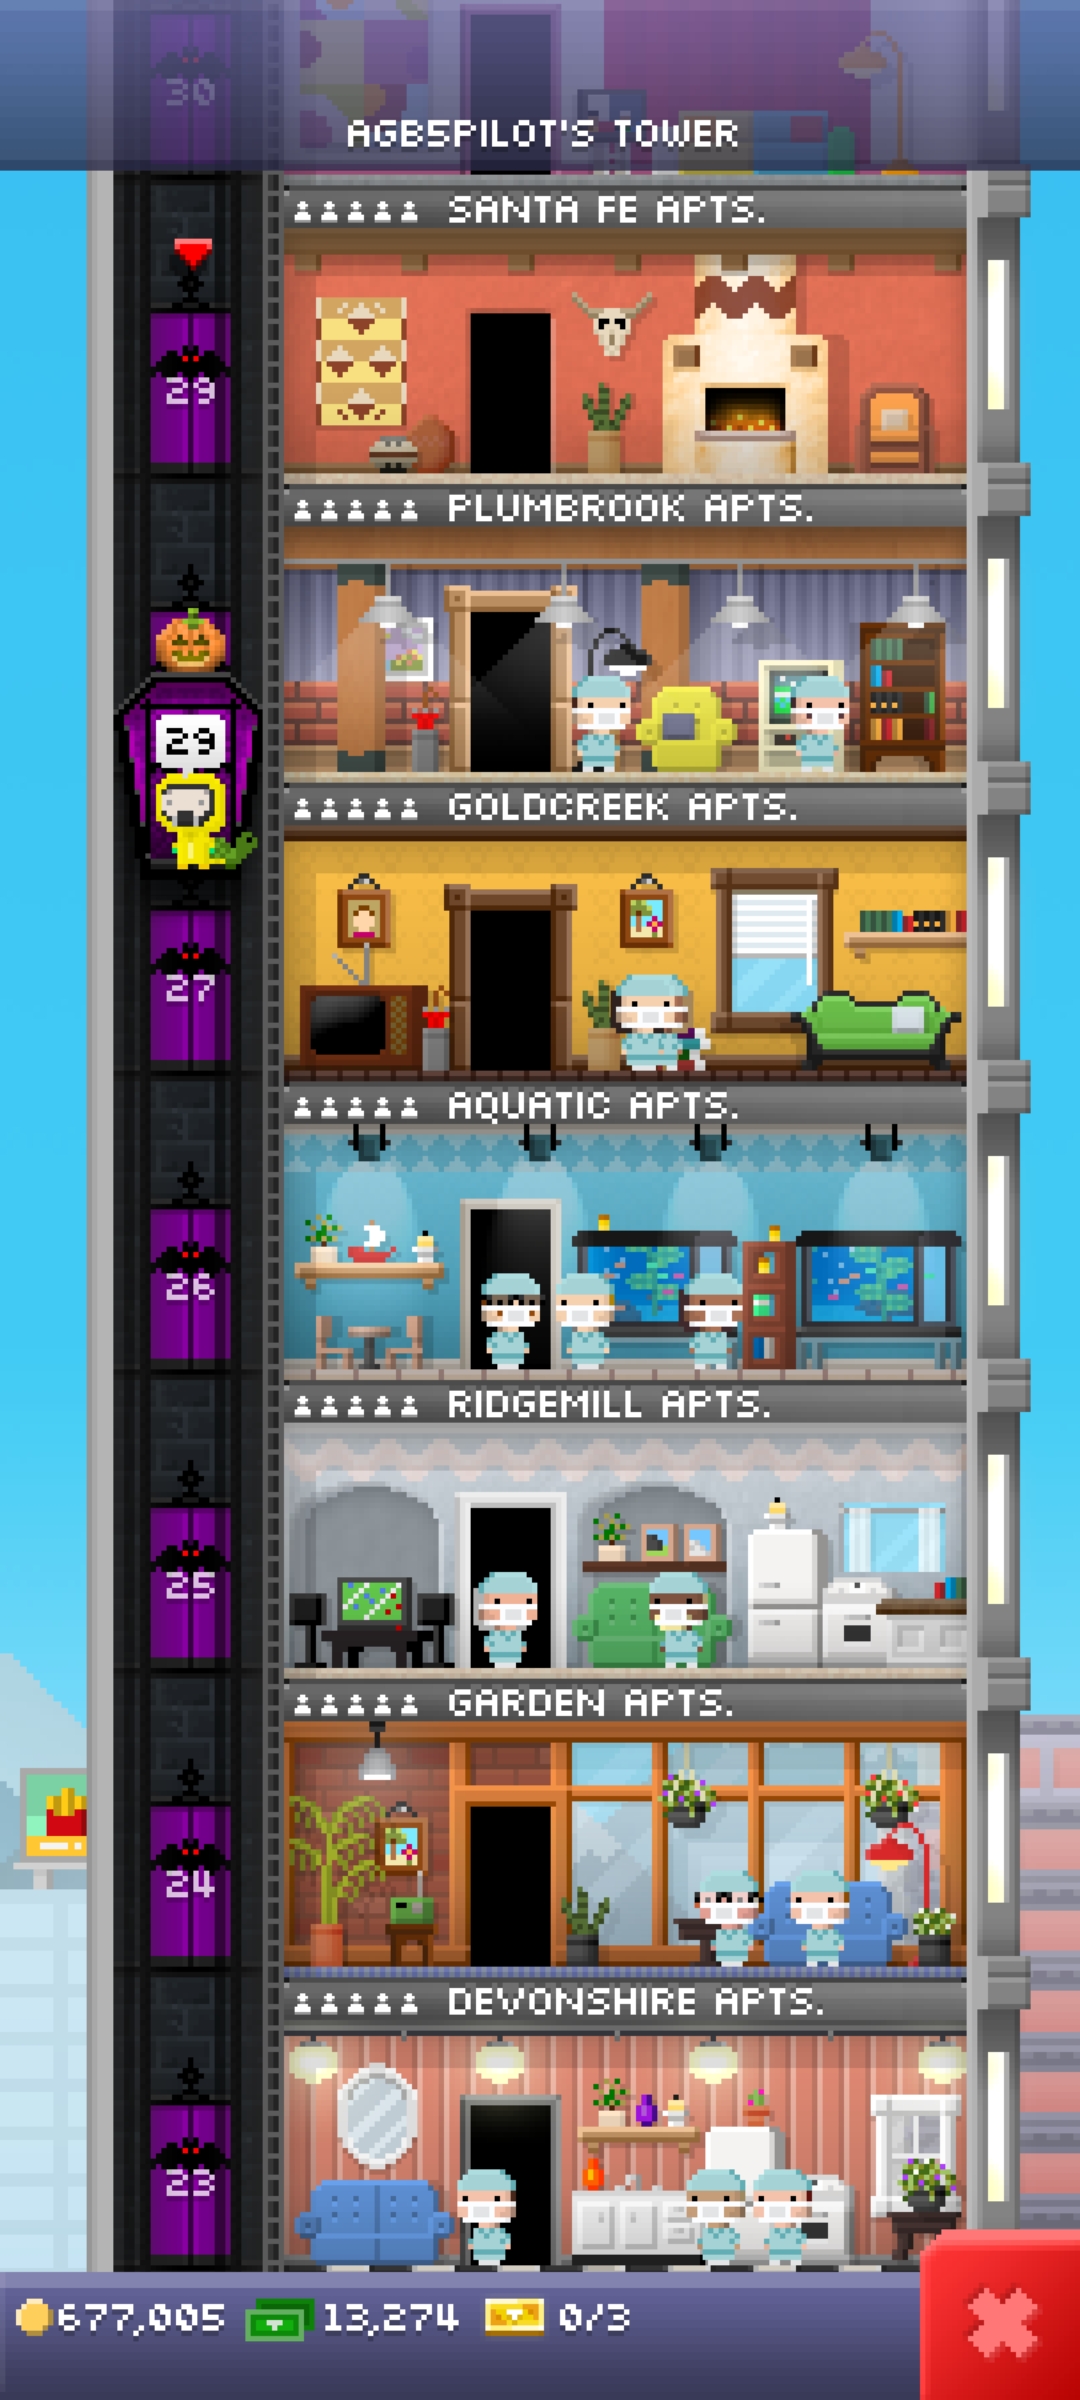 30
AGB5PILOT'S TOWER
SANTA FE APTS.
29
PLUMBROOK APTS.
29
GOLDCREEK APTS.
27
AQUATIC APTS.
26
RIDGEMILL APTS.
25
GARDEN APTS.
24
DEVONSHIRE APTS.
23
677,005 13,274 0/3